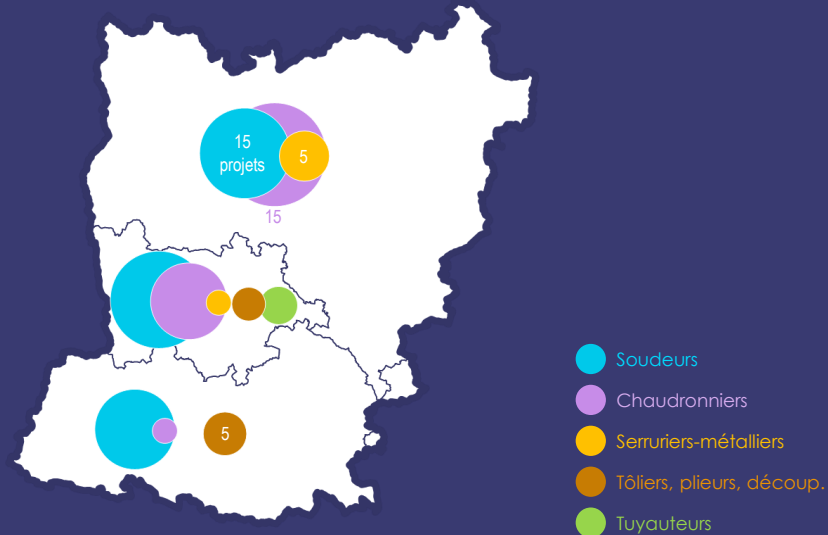 15
projets
5
15
5
Soudeurs
Chaudronniers
Serruriers-métalliers
Tôliers, plieurs, découp.
Tuyauteurs